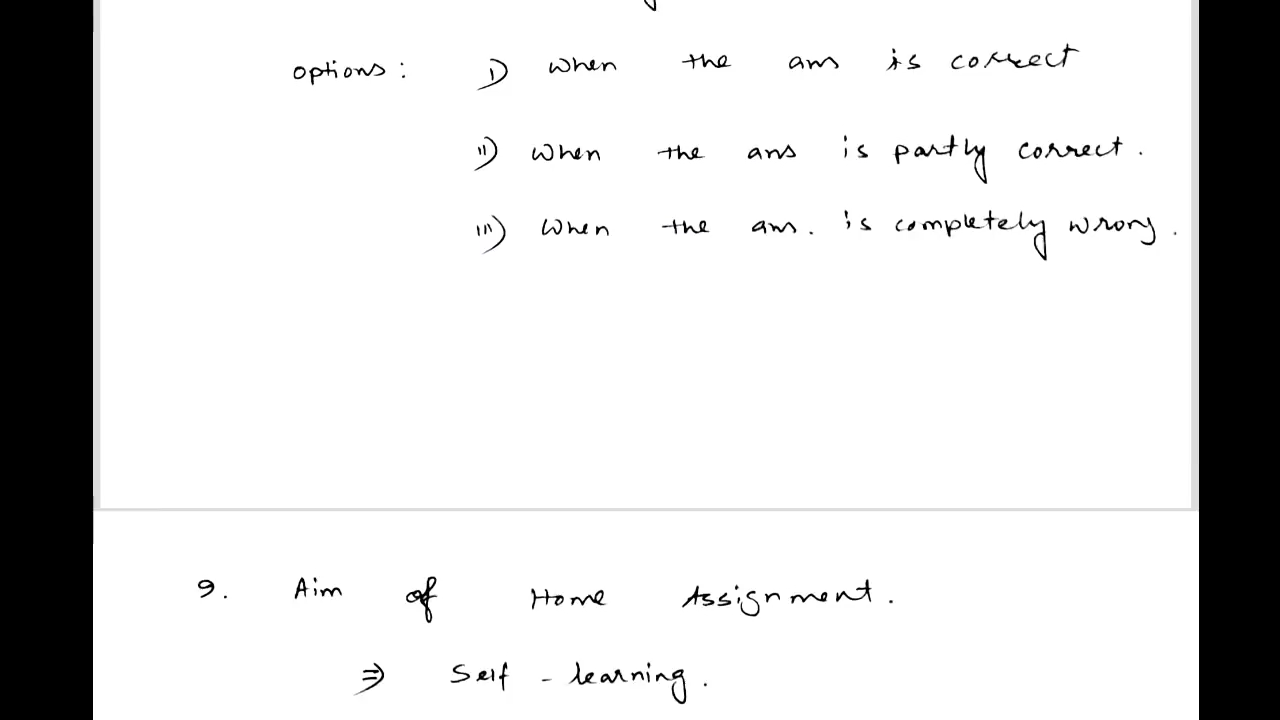 options: i) when the ans is correct
ii) when the ans is partly correct.
iii) when the ans. is completely wrong.
9. Aim of Home Assignment.
⇒ Self - learning.